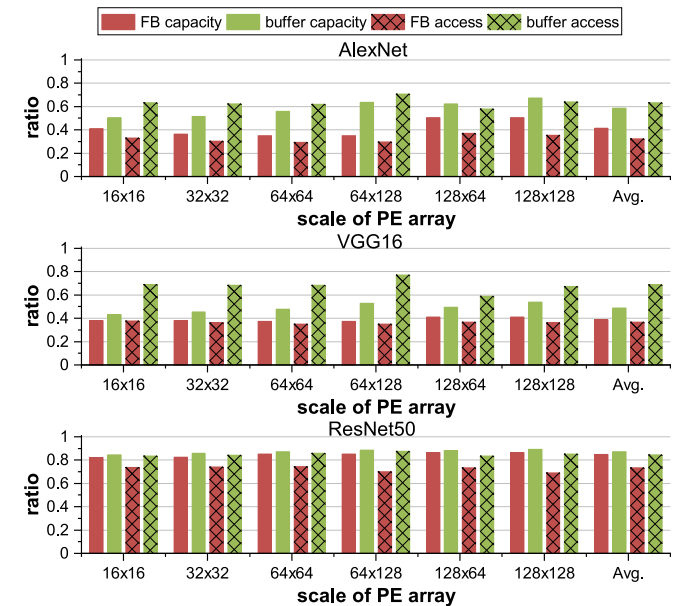 FB capacity buffer capacity FB access buffer access
AlexNet
1
0.8
0.6
0.4
0.2
0
ratio
16x16 32x32 64x64 64x128 128x64 128x128 Avg.
scale of PE array
VGG16
1
0.8
0.6
0.4
0.2
0
ratio
16x16 32x32 64x64 64x128 128x64 128x128 Avg.
scale of PE array
ResNet50
1
0.8
0.6
0.4
0.2
0
ratio
16x16 32x32 64x64 64x128 128x64 128x128 Avg.
scale of PE array